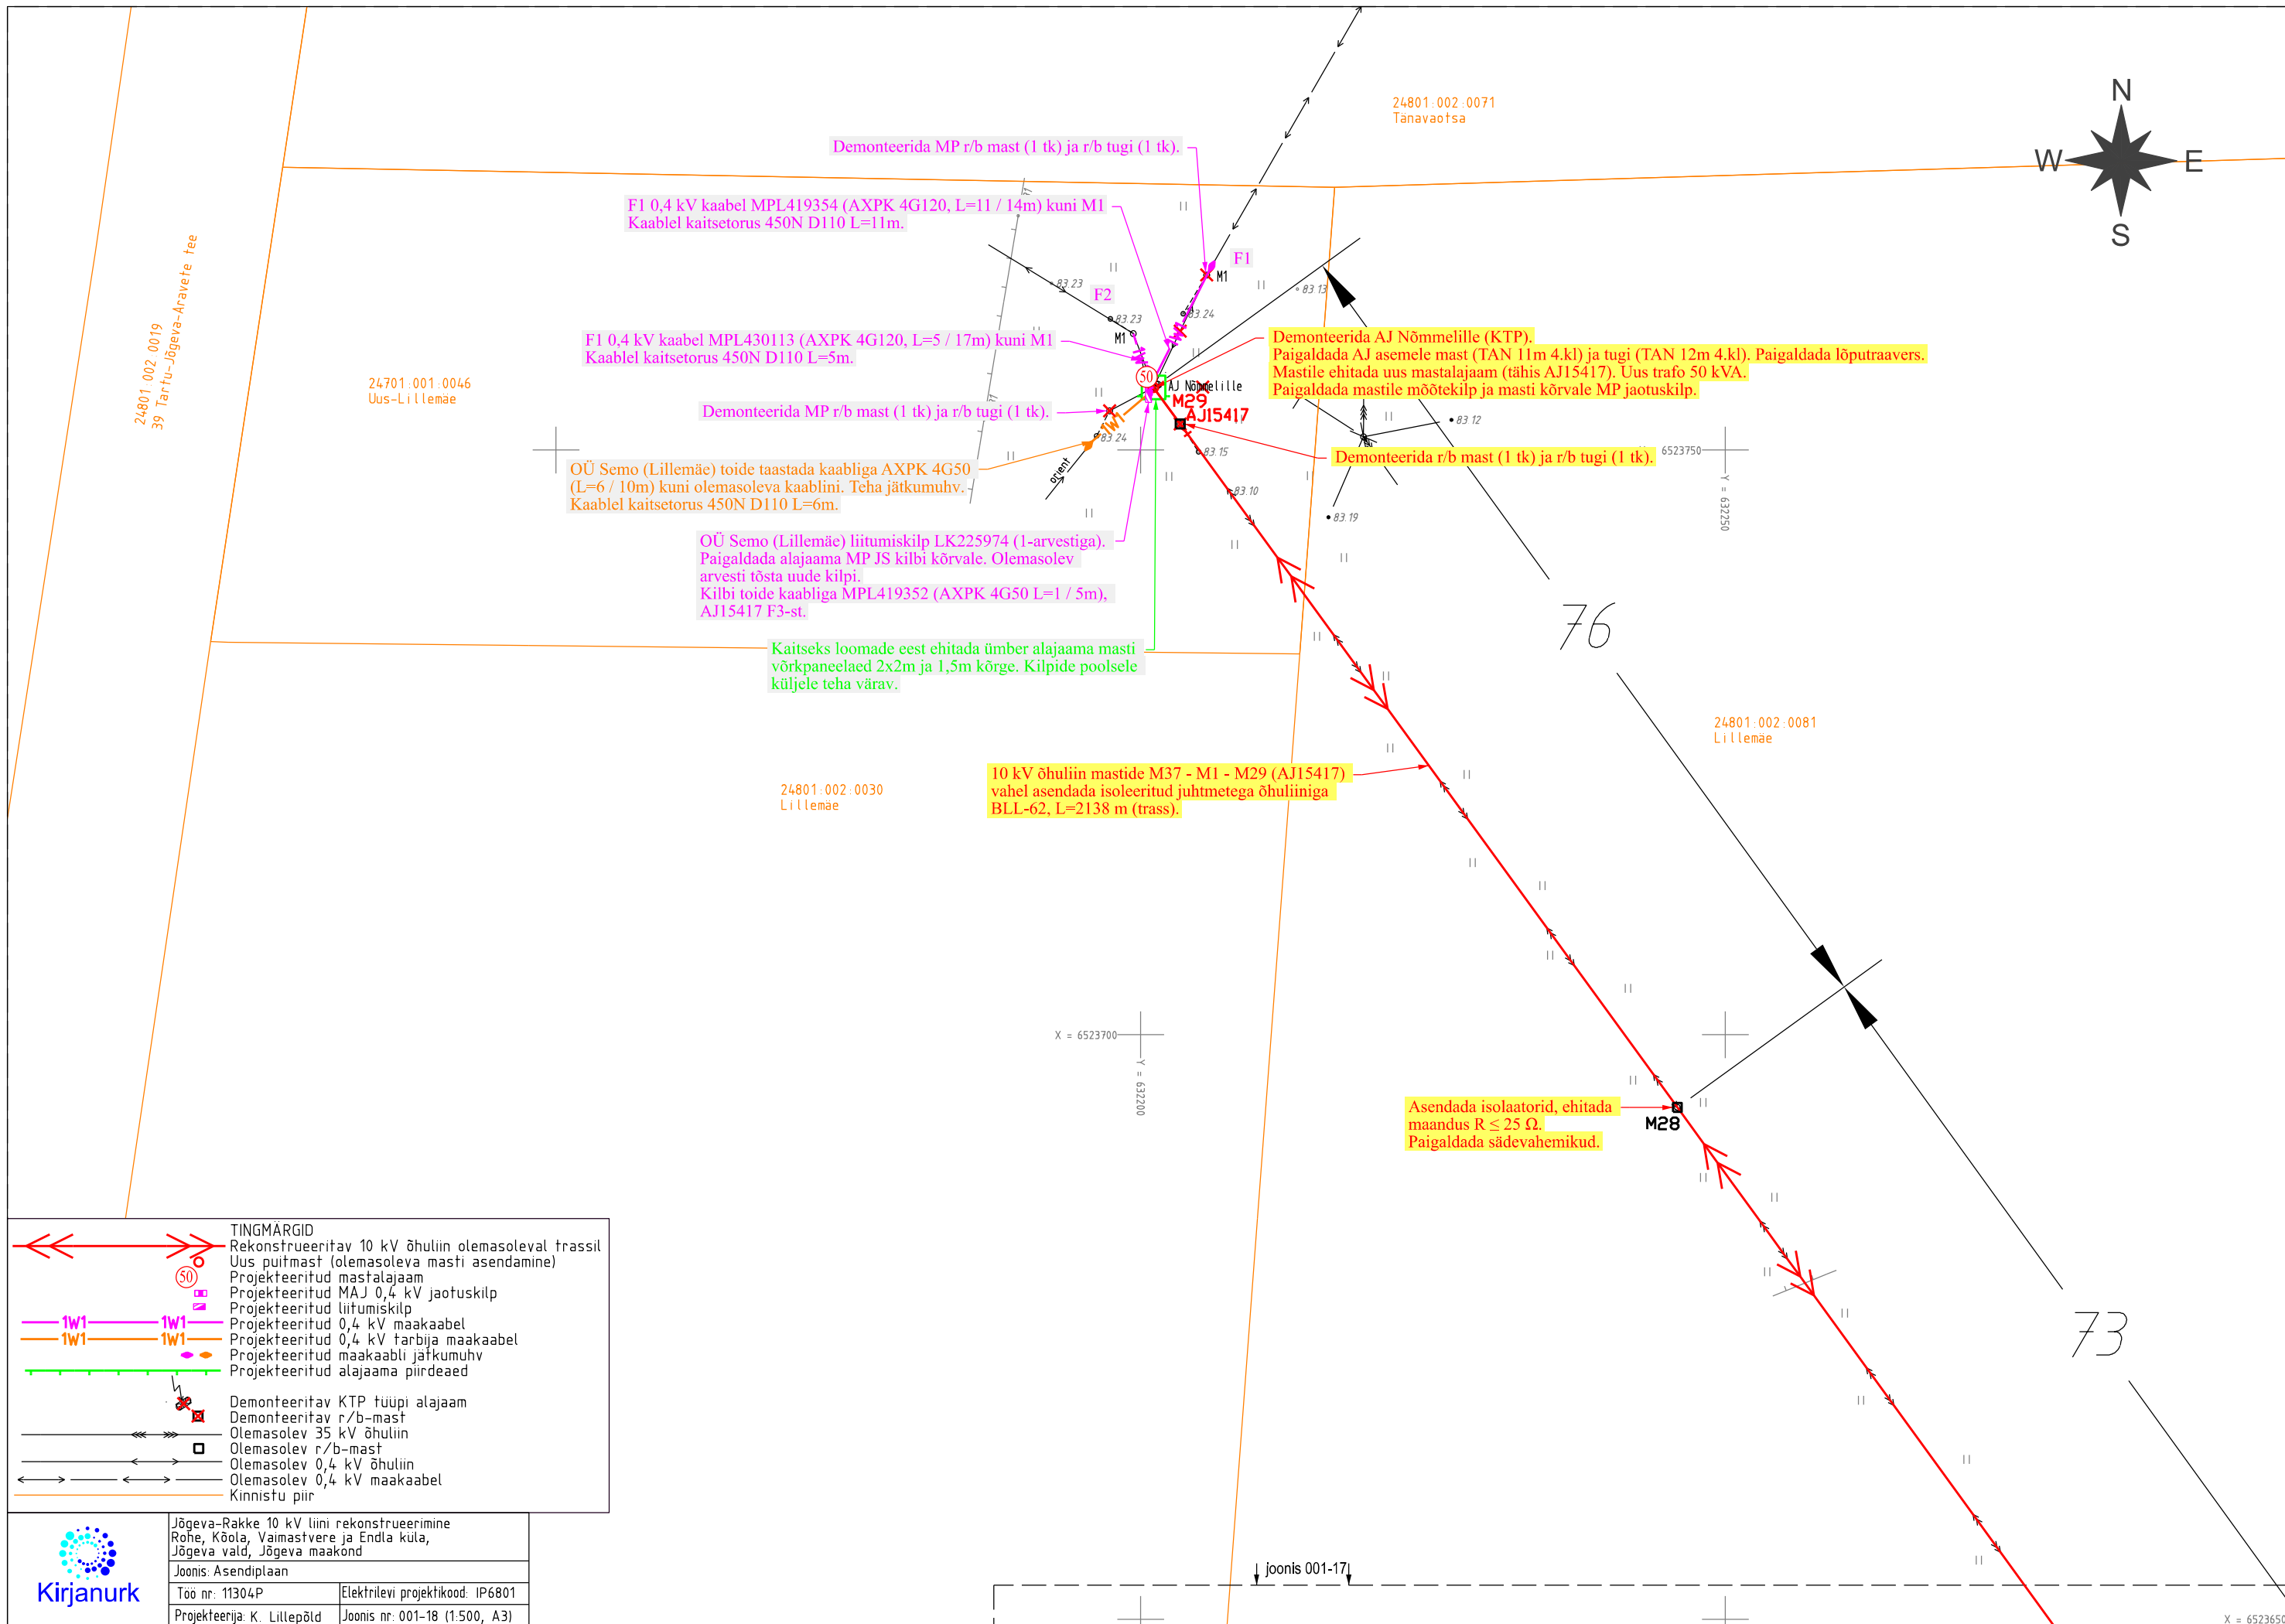 24801:002:0071
Tänavaotsa
N
W
E
S
Demonteerida MP r/b mast (1 tk) ja r/b tugi (1 tk).
F1 0,4 kV kaabel MPL419354 (AXPK 4G120, L=11 / 14m) kuni M1
Kaablel kaitsetorus 450N D110 L=11m.
24801 002 0019
39 Tartu-Jõgeva-Aravete tee
F1
M1
83.23
F2
83.13
83.23
83.24
M1
F1 0,4 kV kaabel MPL430113 (AXPK 4G120, L=5 / 17m) kuni M1
Kaablel kaitsetorus 450N D110 L=5m.
Demonteerida AJ Nõmmelille (KTP).
Paigaldada AJ asemele mast (TAN 11m 4.kl) ja tugi (TAN 12m 4.kl). Paigaldada lõputraavers.
Mastile ehitada uus mastalajaam (tähis AJ15417). Uus trafo 50 kVA.
Paigaldada mastile mõõtekilp ja masti kõrvale MP jaotuskilp.
24701:001:0046
Uus-Lillemäe
50
AJ Nõmmelille
M29
AJ15417
Demonteerida MP r/b mast (1 tk) ja r/b tugi (1 tk).
1W1
83.24
83.12
83.15
Demonteerida r/b mast (1 tk) ja r/b tugi (1 tk).
6523750
Y = 632250
orient
OÜ Semo (Lillemäe) toide taastada kaabliga AXPK 4G50
(L=6 / 10m) kuni olemasoleva kaablini. Teha jätkumuhv.
Kaablel kaitsetorus 450N D110 L=6m.
83.10
83.19
OÜ Semo (Lillemäe) liitumiskilp LK225974 (1-arvestiga).
Paigaldada alajaama MP JS kilbi kõrvale. Olemasolev
arvesti tõsta uude kilpi.
Kilbi toide kaabliga MPL419352 (AXPK 4G50 L=1 / 5m),
AJ15417 F3-st.
76
Kaitseks loomade eest ehitada ümber alajaama masti
võrkpaneelaed 2x2m ja 1,5m kõrge. Kilpide poolsele
küljele teha värav.
24801:002:0081
Lillemäe
24801:002:0030
Lillemäe
10 kV õhuliin mastide M37 - M1 - M29 (AJ15417)
vahel asendada isoleeritud juhtmetega õhuliiniga
BLL-62, L=2138 m (trass).
X = 6523700
Y = 632200
Asendada isolaatorid, ehitada
maandus R ≤ 25 Ω.
Paigaldada sädevahemikud.
M28
73
TINGMÄRGID
Rekonstrueeritav 10 kV õhuliin olemasoleval trassil
Uus puitmast (olemasoleva masti asendamine)
50 Projekteeritud mastalajaam
Projekteeritud MAJ 0,4 kV jaotuskilp
Projekteeritud liitumiskilp
1W1 1W1 Projekteeritud 0,4 kV maakaabel
1W1 1W1 Projekteeritud 0,4 kV tarbija maakaabel
Projekteeritud maakaabli jätkumuhv
Projekteeritud alajaama piirdeaed
Demonteeritav KTP tüüpi alajaam
Demonteeritav r/b-mast
Olemasolev 35 kV õhuliin
Olemasolev r/b-mast
Olemasolev 0,4 kV õhuliin
Olemasolev 0,4 kV maakaabel
Kinnistu piir
Kirjanurk
Jõgeva-Rakke 10 kV liini rekonstrueerimine
Rohe, Kõola, Vaimastvere ja Endla küla,
Jõgeva vald, Jõgeva maakond
Joonis: Asendiplaan
Töö nr: 11304P
Elektrilevi projektikood: IP6801
Projekteerija: K. Lillepõld
Joonis nr: 001-18 (1:500, A3)
joonis 001-17
X = 6523650